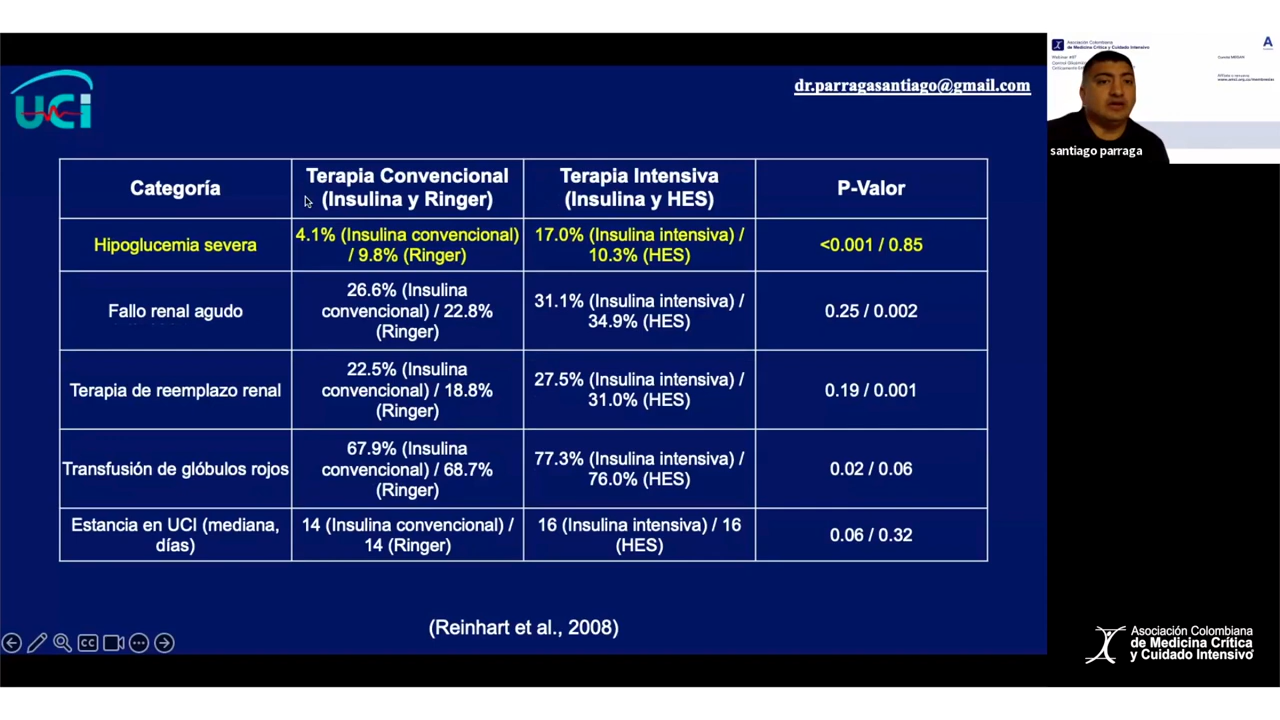 UCi
dr.parragasantiago@gmail.com
Categoría
Terapia Convencional
(Insulina y Ringer)
Terapia Intensiva
(Insulina y HES)
P-Valor
Hipoglucemia severa
4.1% (Insulina convencional)
/ 9.8% (Ringer)
17.0% (Insulina intensiva) /
10.3% (HES)
<0.001 / 0.85
Fallo renal agudo
26.6% (Insulina
convencional) / 22.8%
(Ringer)
31.1% (Insulina intensiva) /
34.9% (HES)
0.25 / 0.002
Terapia de reemplazo renal
22.5% (Insulina
convencional) / 18.8%
(Ringer)
27.5% (Insulina intensiva) /
31.0% (HES)
0.19 / 0.001
Transfusión de glóbulos rojos
67.9% (Insulina
convencional) / 68.7%
(Ringer)
77.3% (Insulina intensiva) /
76.0% (HES)
0.02 / 0.06
Estancia en UCI (mediana,
días)
14 (Insulina convencional) /
14 (Ringer)
16 (Insulina intensiva) / 16
(HES)
0.06 / 0.32
(Reinhart et al., 2008)
CC
Asociación Colombiana
de Medicina Crítica y Cuidado Intensivo
A
santiago parraga
Asociación Colombiana
de Medicina Crítica
y Cuidado Intensivo